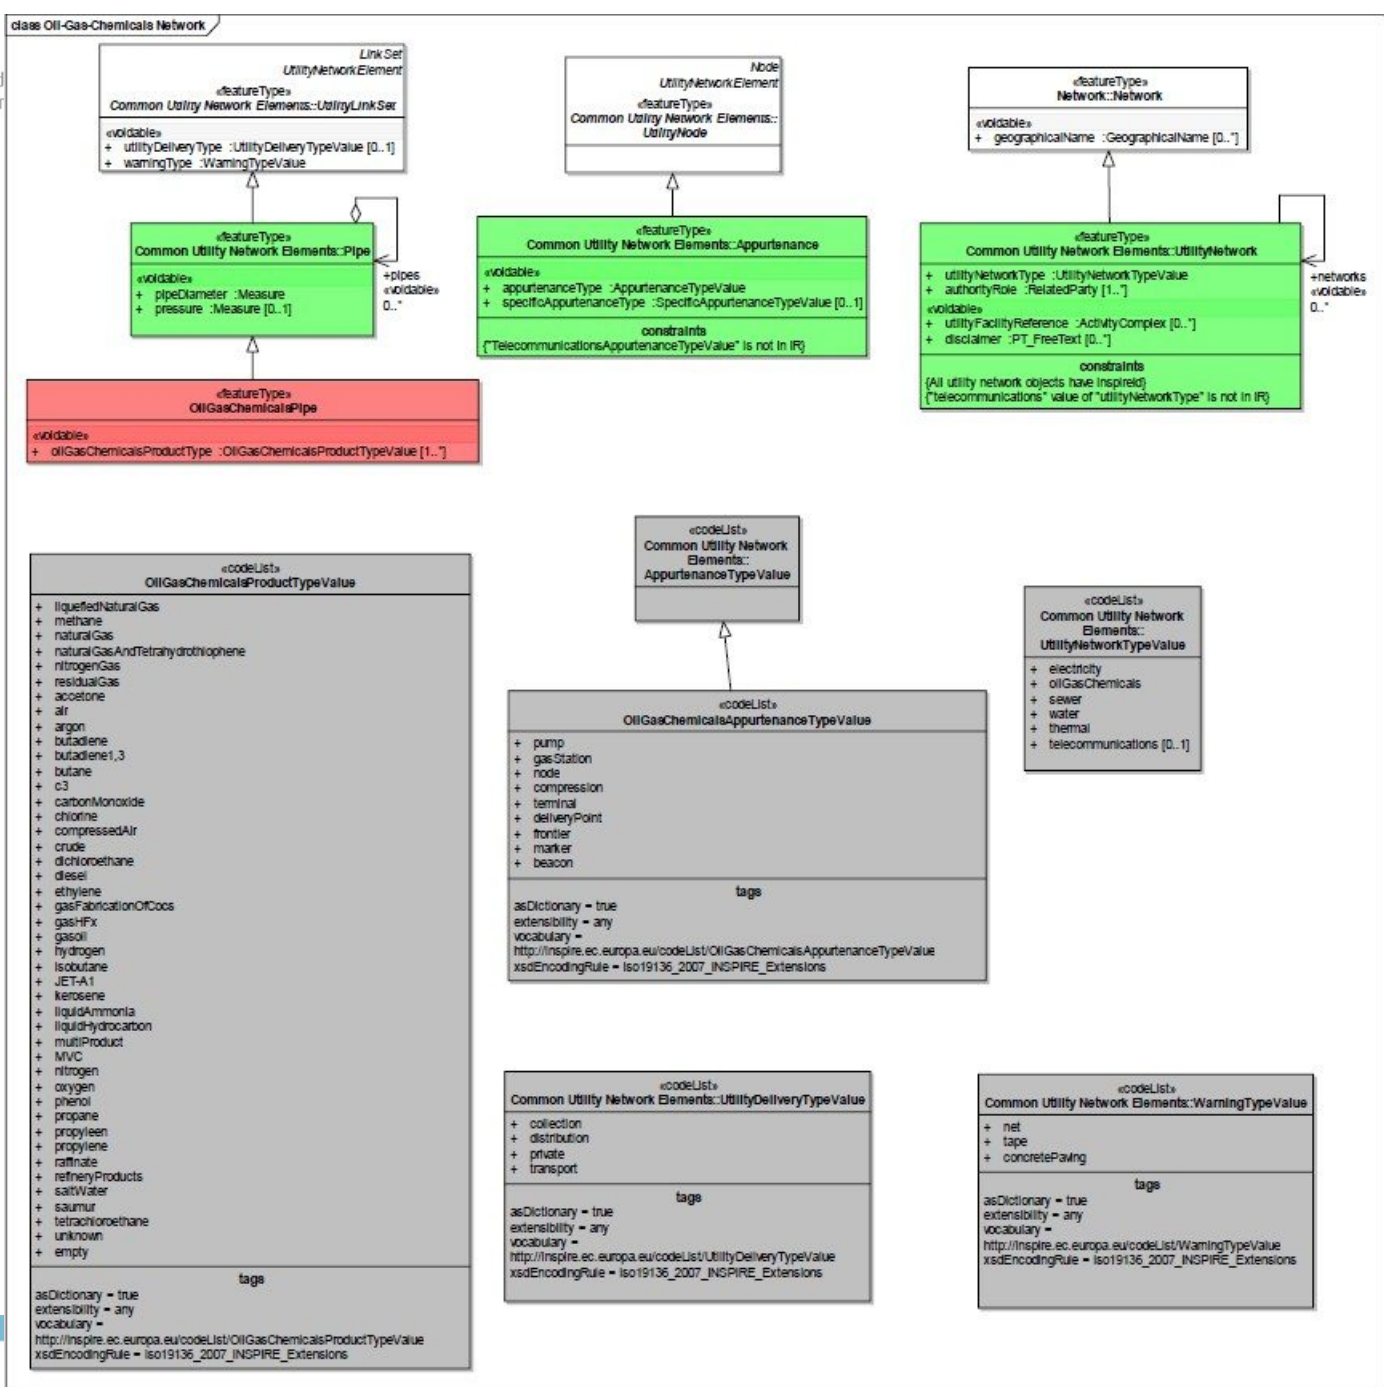 class Oil-Gas-Chemicals Network
LinkSet
UtilityNetworkElement
«featureType»
Common Utility Network Elements::UtilityLinkSet
«voidable»
+ utilityDeliveryType :UtilityDeliveryTypeValue [0..1]
+ warningType :WarningTypeValue
Node
UtilityNetworkElement
«featureType»
Common Utility Network Elements::
UtilityNode
«featureType»
Network::Network
«voidable»
+ geographicalName :GeographicalName [0..*]
«featureType»
Common Utility Network Elements::Pipe
«voidable»
+ pipeDiameter :Measure
+ pressure :Measure [0..1]
+pipes
«voidable»
0..*
«featureType»
Common Utility Network Elements::Appurtenance
«voidable»
+ appurtenanceType :AppurtenanceTypeValue
+ specificAppurtenanceType :SpecificAppurtenanceTypeValue [0..1]
constraints
{"TelecommunicationsAppurtenanceTypeValue" is not in IR}
«featureType»
Common Utility Network Elements::UtilityNetwork
+ utilityNetworkType :UtilityNetworkTypeValue
+ authorityRole :RelatedParty [1..*]
«voidable»
+ utilityFacilityReference :ActivityComplex [0..*]
+ disclaimer :PT_FreeText [0..*]
constraints
{All utility network objects have inspireId}
{"telecommunications" value of "utilityNetworkType" is not in IR}
+networks
«voidable»
0..*
«featureType»
OilGasChemicalsPipe
«voidable»
+ oilGasChemicalsProductType :OilGasChemicalsProductTypeValue [1..*]
«codeList»
OilGasChemicalsProductTypeValue
+ liquefiedNaturalGas
+ methane
+ naturalGas
+ naturalGasAndTetrahydrothiophene
+ nitrogenGas
+ residualGas
+ accetone
+ air
+ argon
+ butadiene
+ butadiene1,3
+ butane
+ c3
+ carbonMonoxide
+ chlorine
+ compressedAir
+ crude
+ dichloroethane
+ diesel
+ ethylene
+ gasFabricationOfCocs
+ gasHFx
+ gasoil
+ hydrogen
+ isobutane
+ JET-A1
+ kerosene
+ liquidAmmonia
+ liquidHydrocarbon
+ multiProduct
+ MVC
+ nitrogen
+ oxygen
+ phenol
+ propane
+ propyleen
+ propylene
+ raffinate
+ refineryProducts
+ saltWater
+ saumur
+ tetrachloroethane
+ unknown
+ empty
tags
asDictionary = true
extensibility = any
vocabulary =
http://inspire.ec.europa.eu/codeList/OilGasChemicalsProductTypeValue
xsdEncodingRule = iso19136_2007_INSPIRE_Extensions
«codeList»
Common Utility Network
Elements::
AppurtenanceTypeValue
«codeList»
OilGasChemicalsAppurtenanceTypeValue
+ pump
+ gasStation
+ node
+ compression
+ terminal
+ deliveryPoint
+ frontier
+ marker
+ beacon
tags
asDictionary = true
extensibility = any
vocabulary =
http://inspire.ec.europa.eu/codeList/OilGasChemicalsAppurtenanceTypeValue
xsdEncodingRule = iso19136_2007_INSPIRE_Extensions
«codeList»
Common Utility Network
Elements::
UtilityNetworkTypeValue
+ electricity
+ oilGasChemicals
+ sewer
+ water
+ thermal
+ telecommunications [0..1]
«codeList»
Common Utility Network Elements::UtilityDeliveryTypeValue
+ collection
+ distribution
+ private
+ transport
tags
asDictionary = true
extensibility = any
vocabulary =
http://inspire.ec.europa.eu/codeList/UtilityDeliveryTypeValue
xsdEncodingRule = iso19136_2007_INSPIRE_Extensions
«codeList»
Common Utility Network Elements::WarningTypeValue
+ net
+ tape
+ concretePaving
tags
asDictionary = true
extensibility = any
vocabulary =
http://inspire.ec.europa.eu/codeList/WarningTypeValue
xsdEncodingRule = iso19136_2007_INSPIRE_Extensions